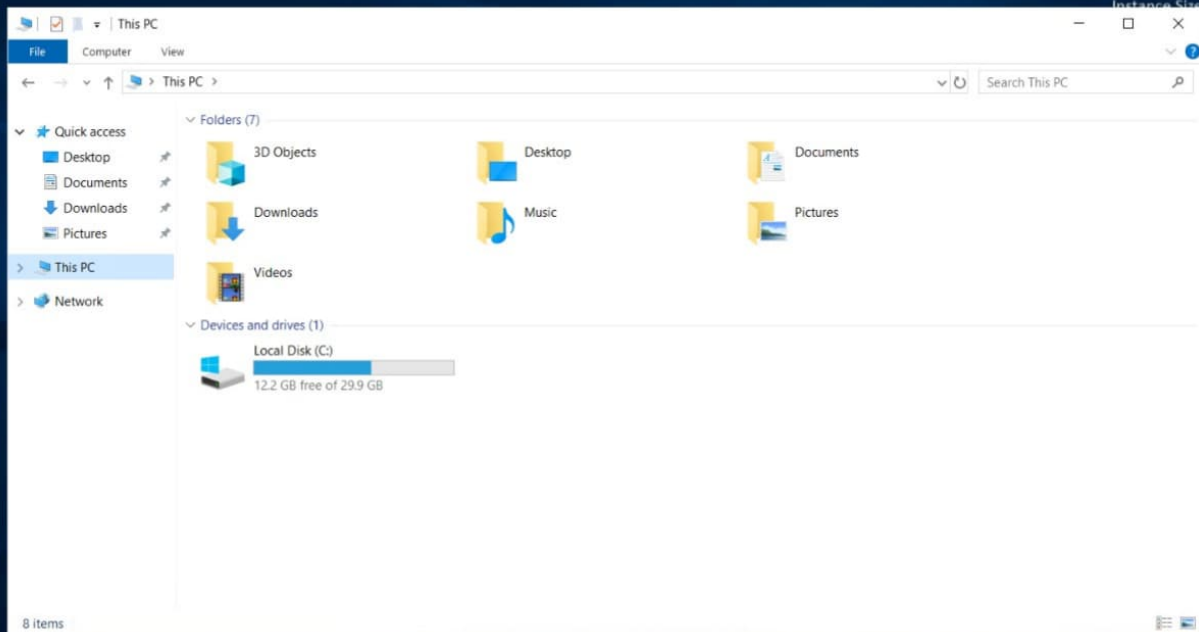 Instance Size
This PC
File Computer View
This PC
Search This PC
Quick access
Desktop
Documents
Downloads
Pictures
This PC
Network
Folders (7)
3D Objects
Desktop
Documents
Downloads
Music
Pictures
Videos
Devices and drives (1)
Local Disk (C:)
12.2 GB free of 29.9 GB
8 items